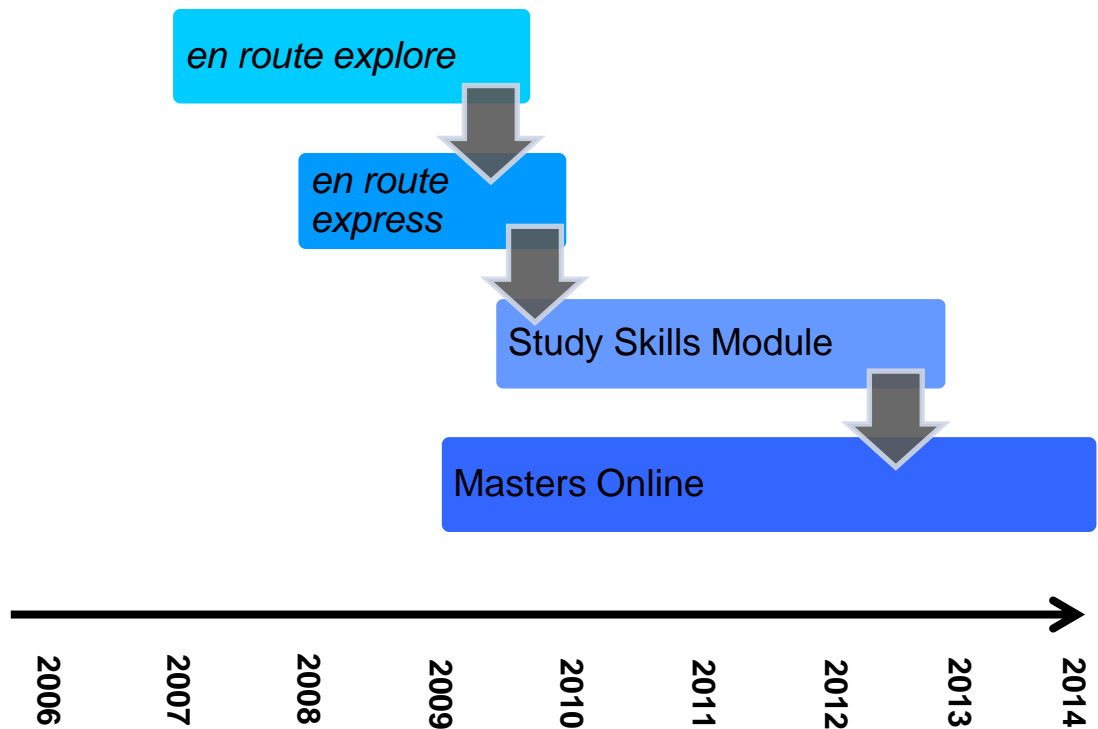 en route explore
en route
express
Study Skills Module
Masters Online
2006
2007
2008
2009
2010
2011
2012
2013
2014